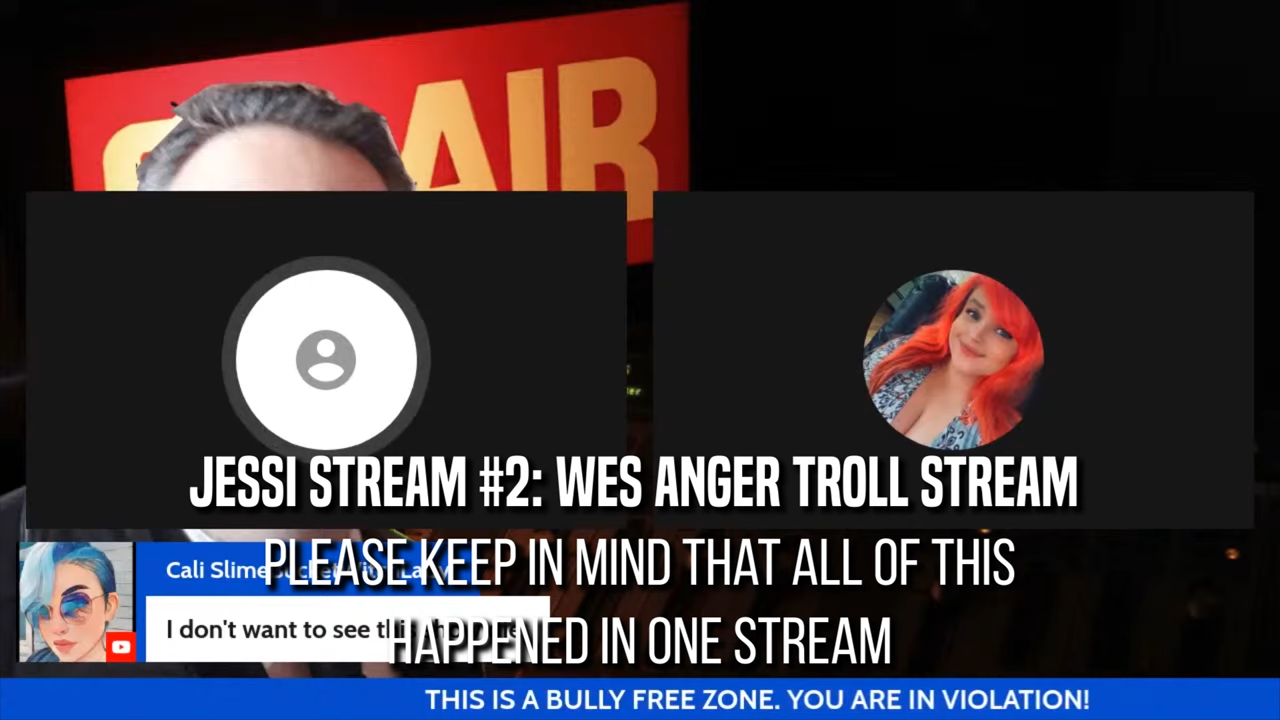 AIR
JESSI STREAM #2: WES ANGER TROLL STREAM
PLEASE KEEP IN MIND THAT ALL OF THIS
HAPPENED IN ONE STREAM
Cali Slime
I don't want to see this
THIS IS A BULLY FREE ZONE. YOU ARE IN VIOLATION!